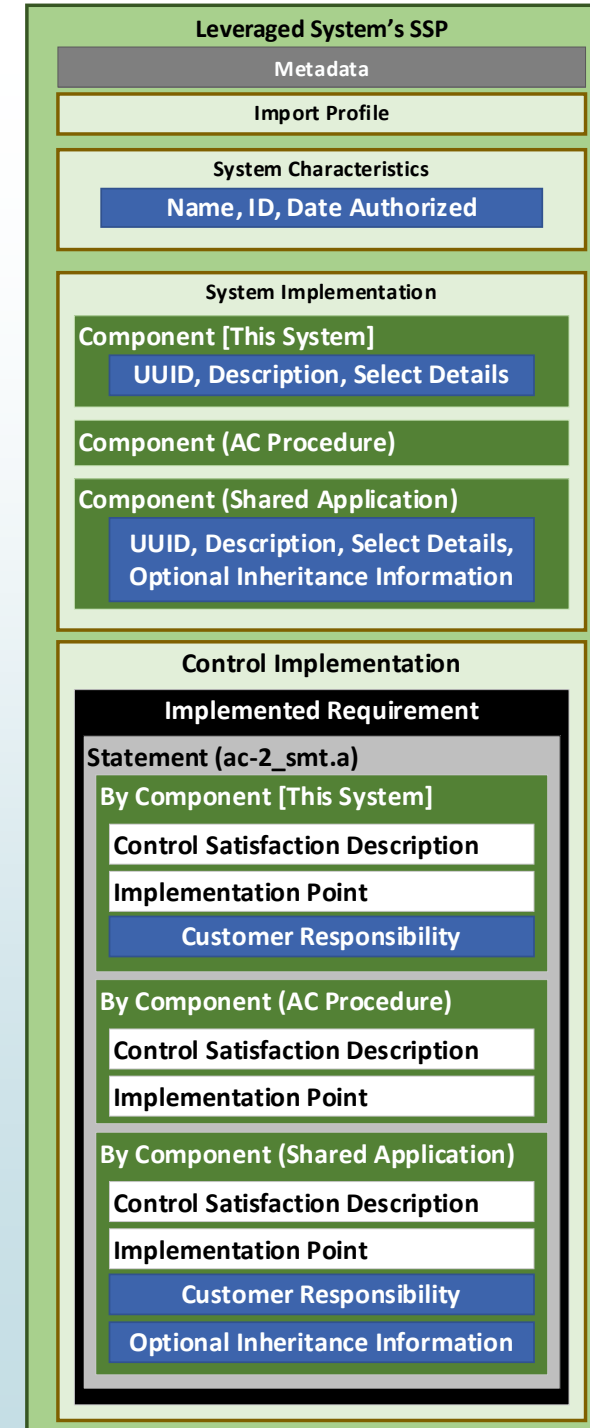 Leveraged System's SSP
Metadata
Import Profile
System Characteristics
Name, ID, Date Authorized
System Implementation
Component [This System]
UUID, Description, Select Details
Component (AC Procedure)
Component (Shared Application)
UUID, Description, Select Details,
Optional Inheritance Information
Control Implementation
Implemented Requirement
Statement (ac-2_smt.a)
By Component [This System]
Control Satisfaction Description
Implementation Point
Customer Responsibility
By Component (AC Procedure)
Control Satisfaction Description
Implementation Point
By Component (Shared Application)
Control Satisfaction Description
Implementation Point
Customer Responsibility
Optional Inheritance Information